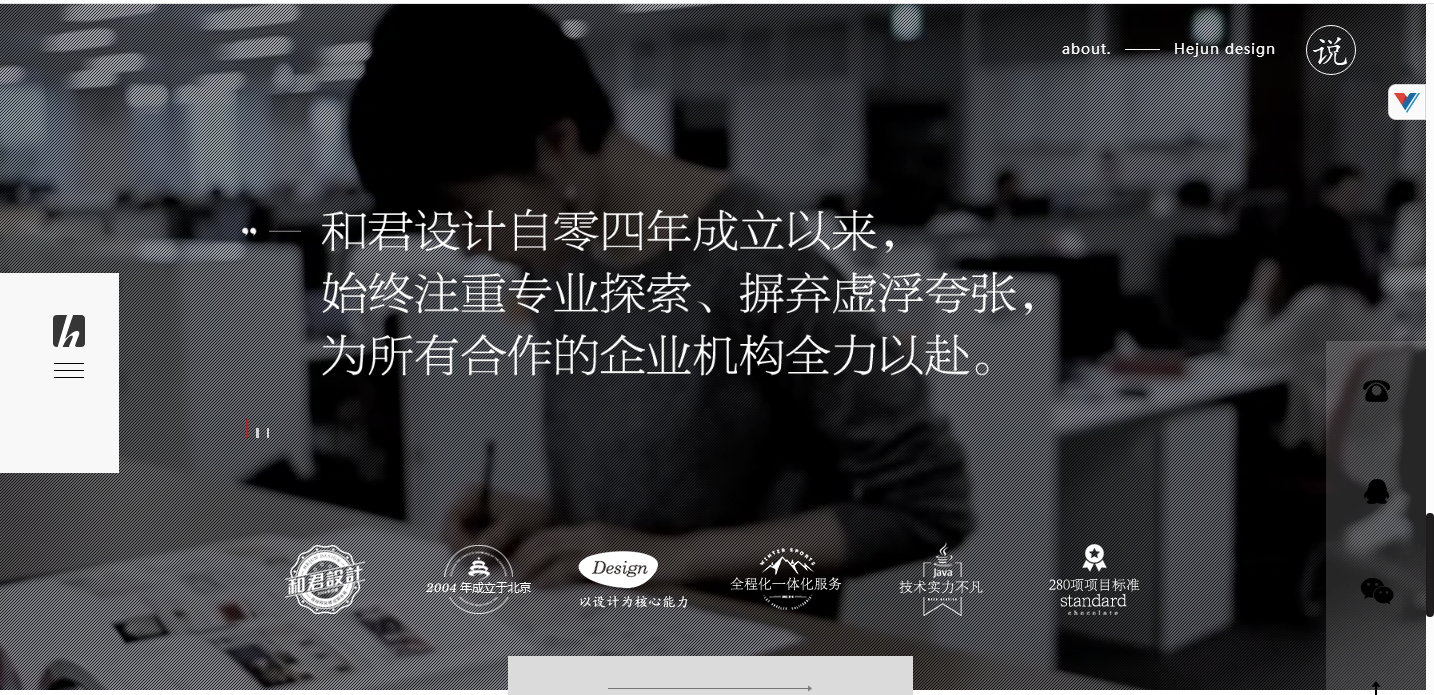 about. Hejun design 说
和君设计自零四年成立以来，
始终注重专业探索、摒弃虚浮夸张，
为所有合作的企业机构全力以赴。
和君設計
2004 年成立于北京
Design
以设计为核心能力
WINTER SPORTS
全程化一体化服务
Java
技术实力不凡
280项项目标准
standard
chocolate